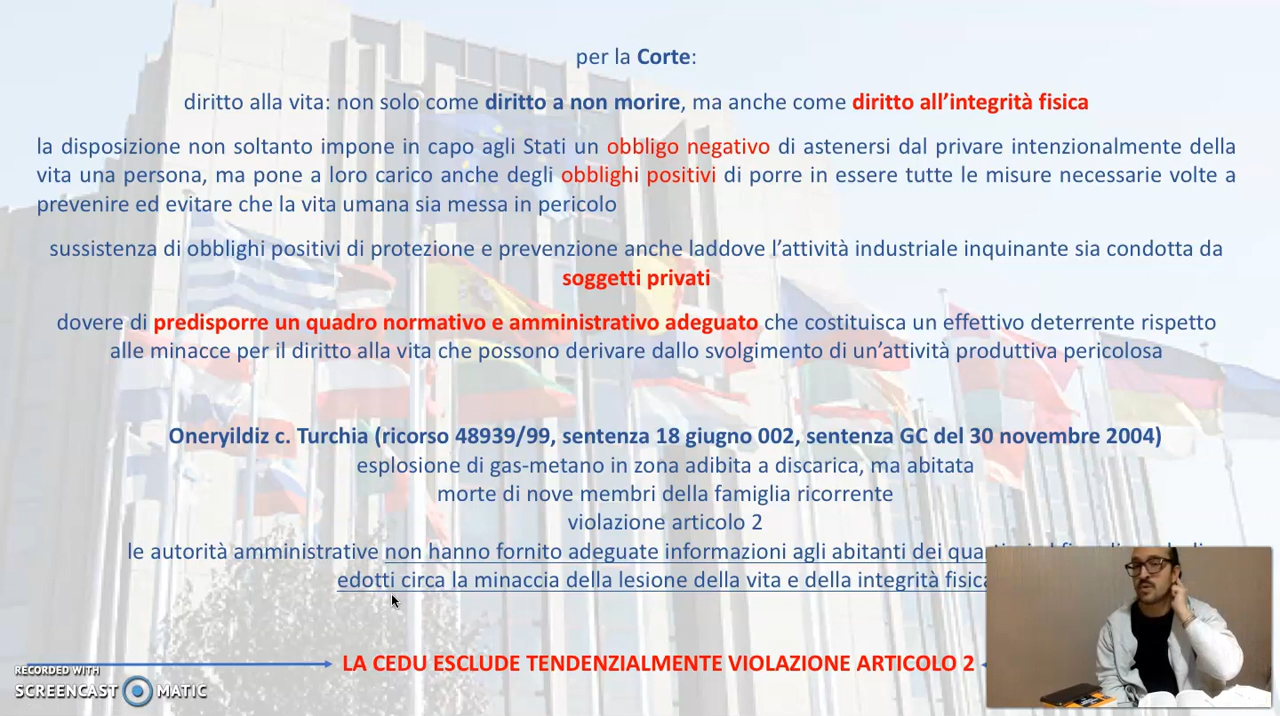 per la Corte:
diritto alla vita: non solo come diritto a non morire, ma anche come diritto all'integrità fisica
la disposizione non soltanto impone in capo agli Stati un obbligo negativo di astenersi dal privare intenzionalmente della
vita una persona, ma pone a loro carico anche degli obblighi positivi di porre in essere tutte le misure necessarie volte a
prevenire ed evitare che la vita umana sia messa in pericolo
sussistenza di obblighi positivi di protezione e prevenzione anche laddove l'attività industriale inquinante sia condotta da
soggetti privati
dovere di predisporre un quadro normativo e amministrativo adeguato che costituisca un effettivo deterrente rispetto
alle minacce per il diritto alla vita che possono derivare dallo svolgimento di un'attività produttiva pericolosa
Oneryildiz c. Turchia (ricorso 48939/99, sentenza 18 giugno 002, sentenza GC del 30 novembre 2004)
esplosione di gas-metano in zona adibita a discarica, ma abitata
morte di nove membri della famiglia ricorrente
violazione articolo 2
le autorità amministrative non hanno fornito adeguate informazioni agli abitanti dei
edotti circa la minaccia della lesione della vita e della integrità fisica
LA CEDU ESCLUDE TENDENZIALMENTE VIOLAZIONE ARTICOLO 2
RECORDED WITH
SCREENCAST MATIC